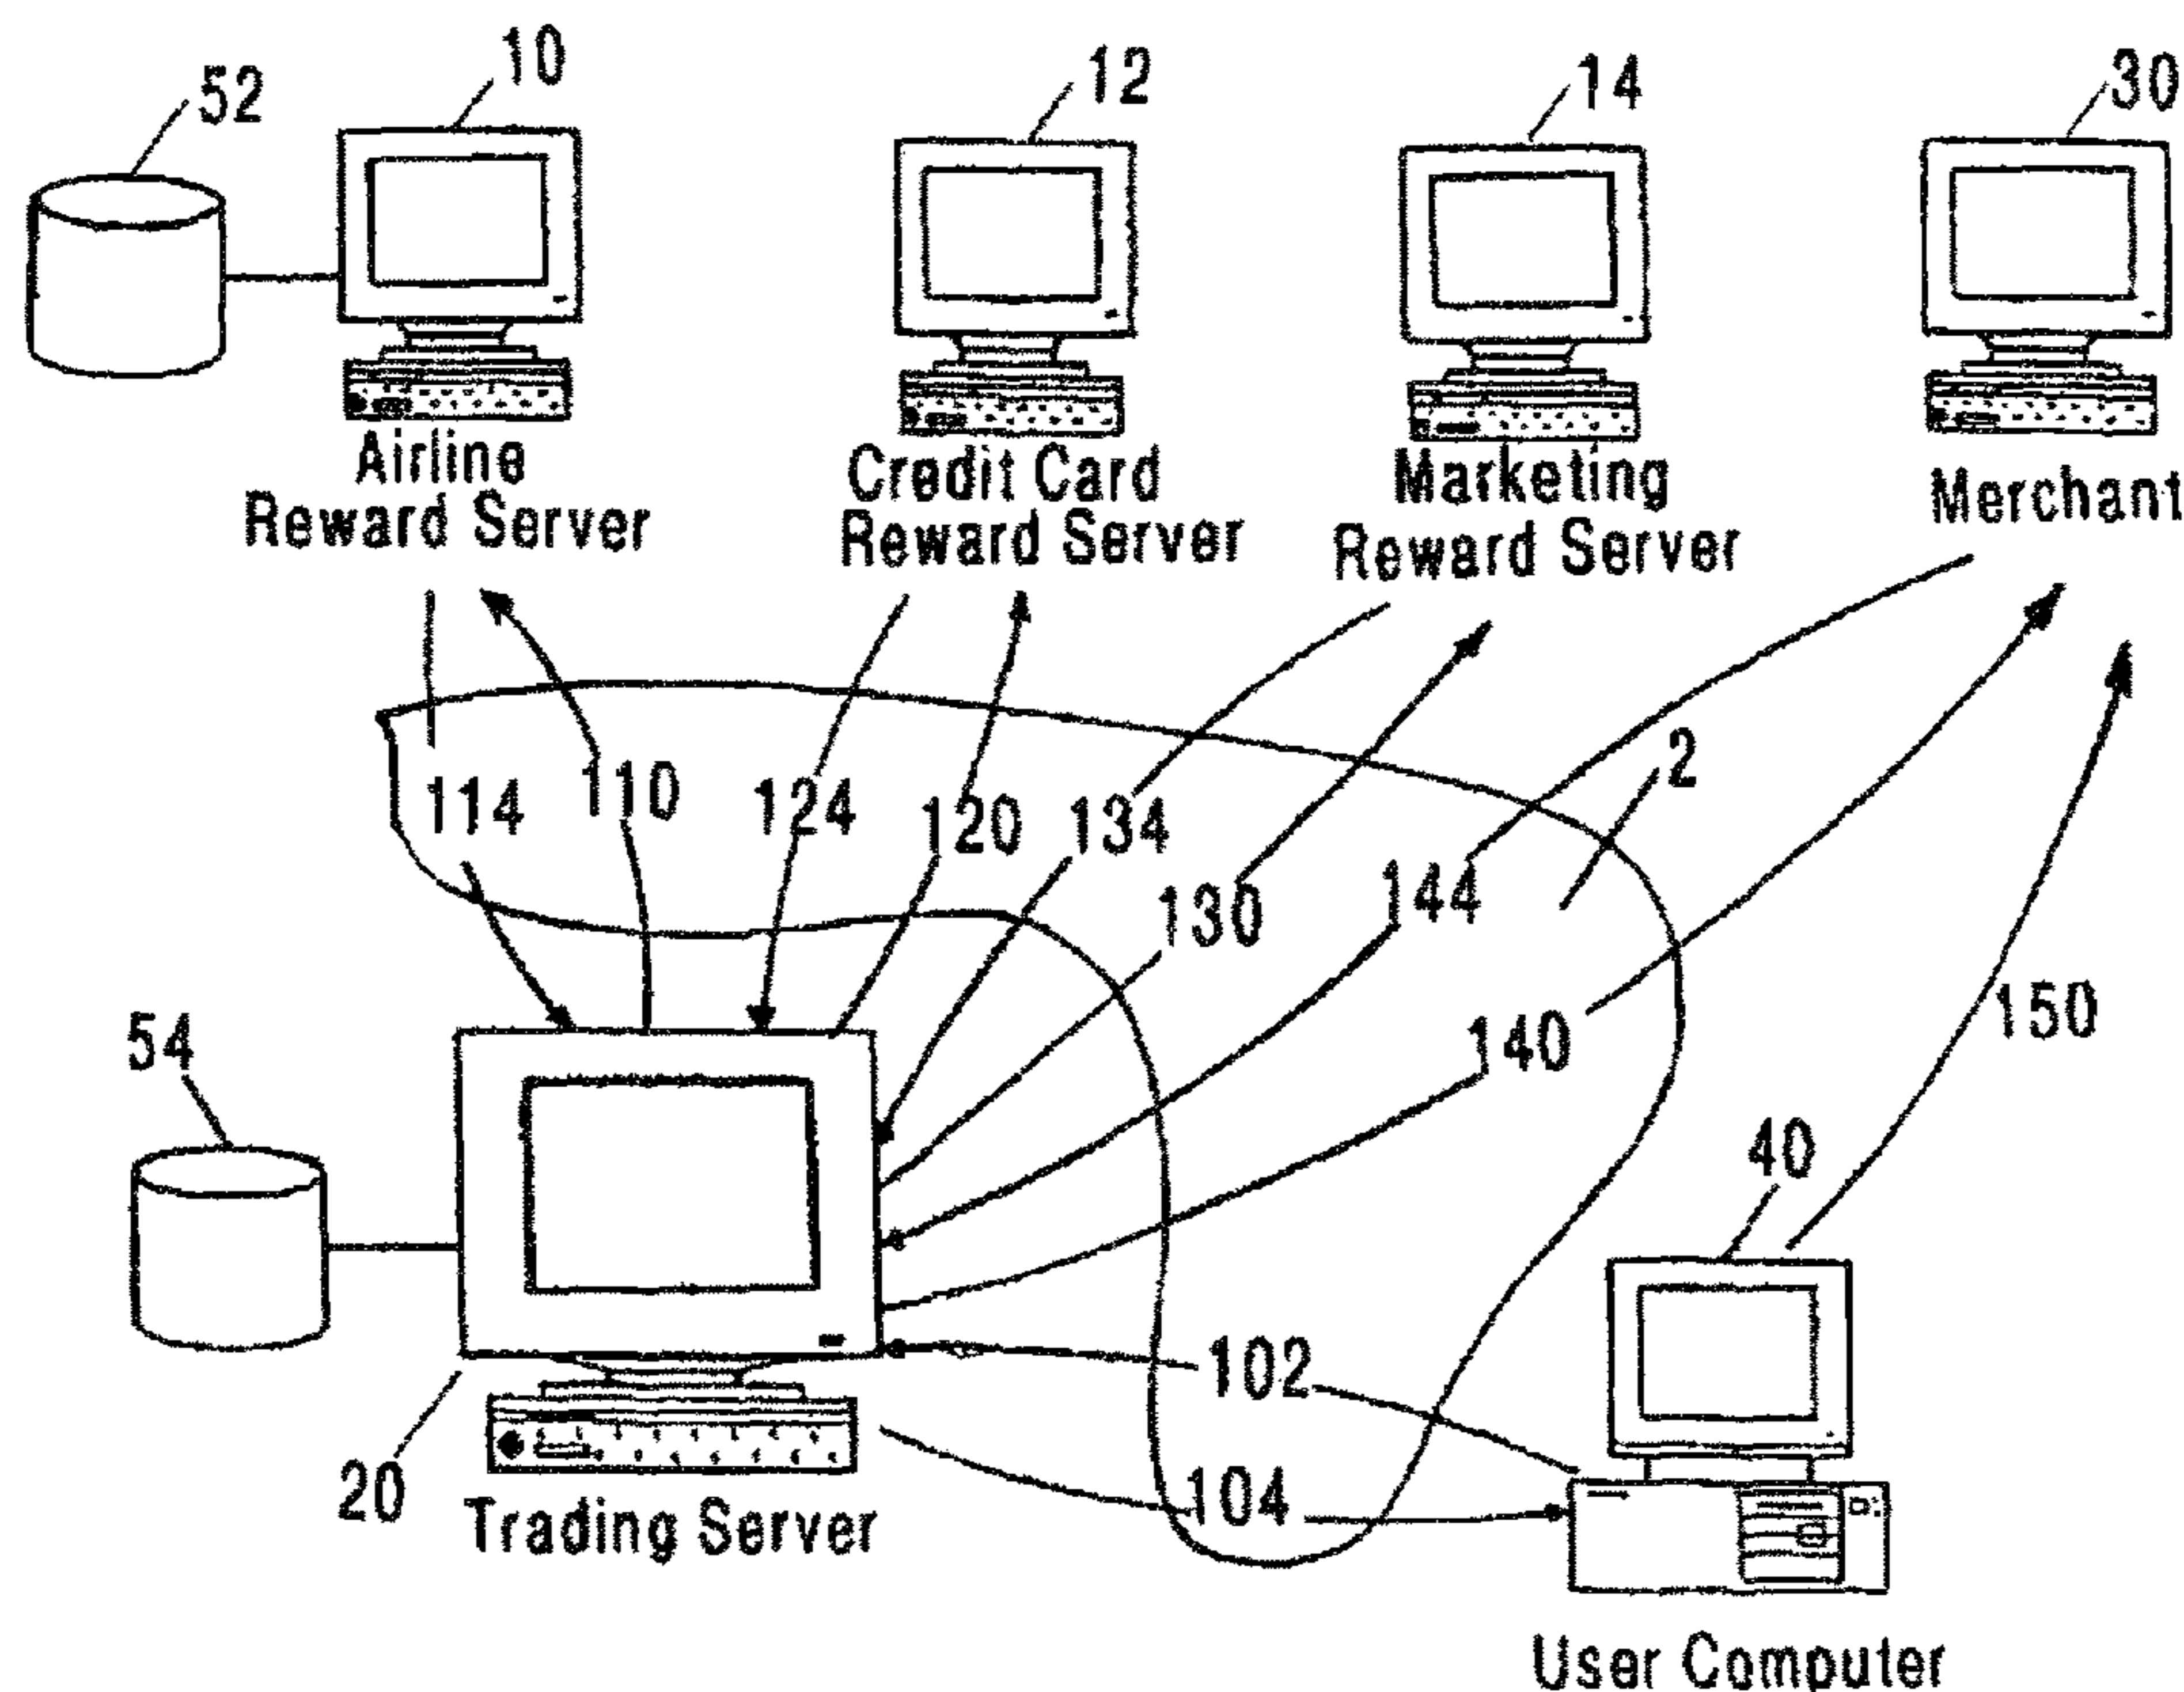 52
10
12
14
30
Airline
Reward Server
Credit Card
Reward Server
Marketing
Reward Server
Merchant
114
110
124
120
134
130
144
2
140
150
54
40
102
104
20
Trading Server
User Computer